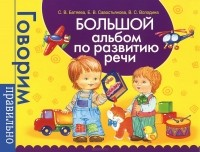 С. В. Батяева, Е. В. Савостьянова, В. С. Володина
БОЛЬШОЙ
альбом
по развитию
речи
Говорим
правильно